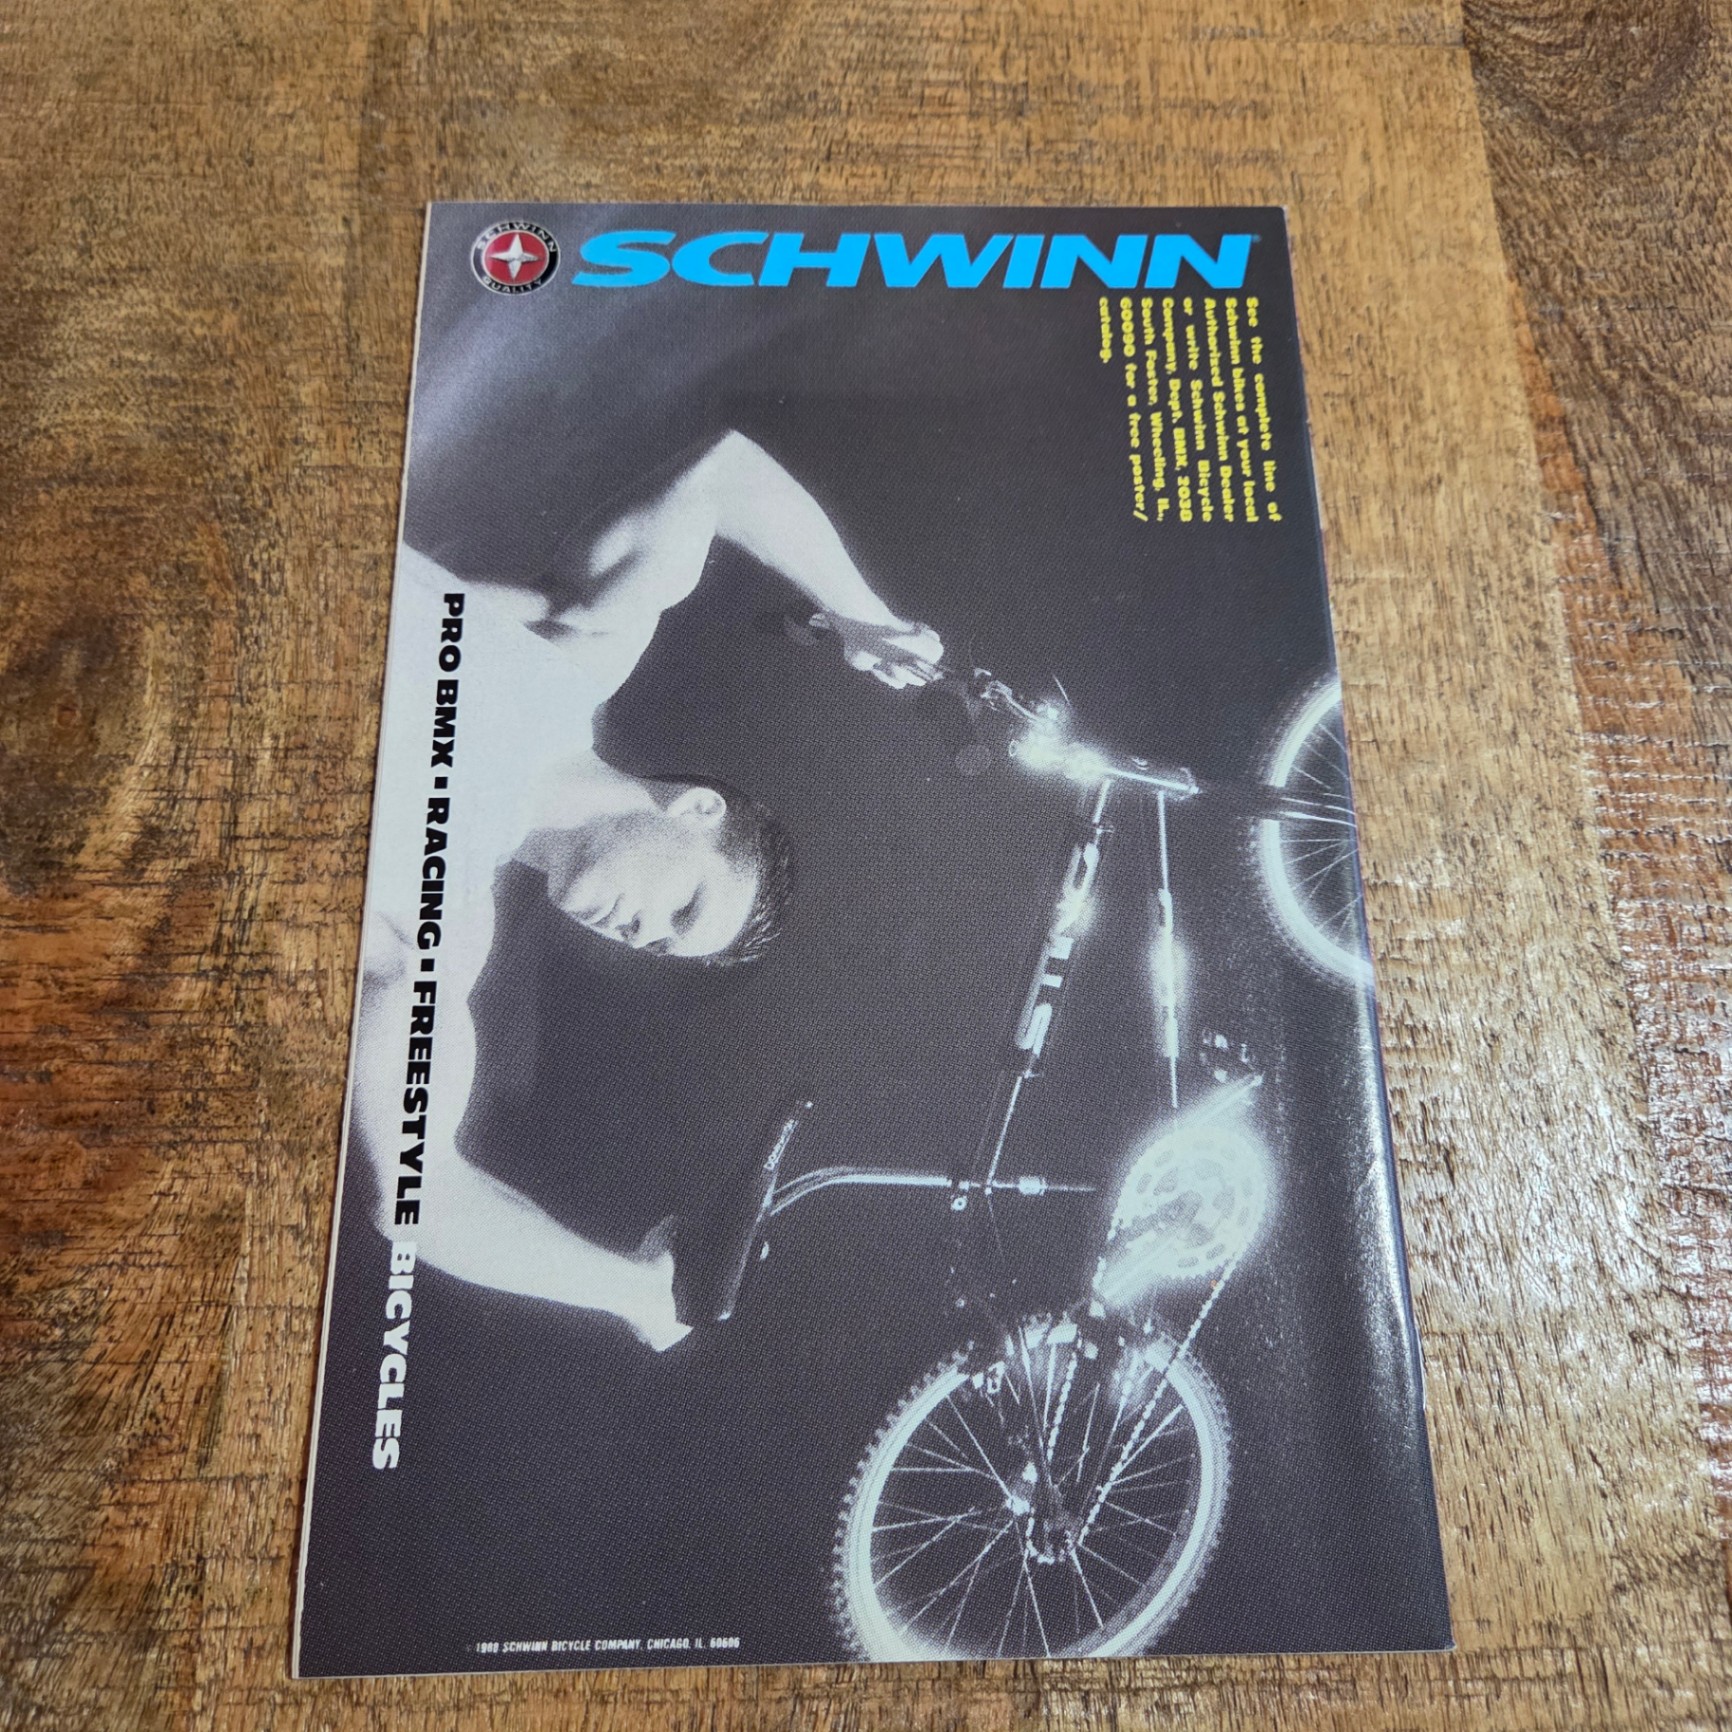 SCHWINN QUALITY
SCHWINN
See the complete line of
Schwinn bikes at your local
Authorized Schwinn Dealer
or write Schwinn Bicycle
Company, Dept. BMX, 2038
South Foster, Wheeling, IL,
60090 for a free poster/
catalog.
PRO BMX · RACING · FREESTYLE BICYCLES
STING
SCHWINN BICYCLE COMPANY, CHICAGO, IL. 60606